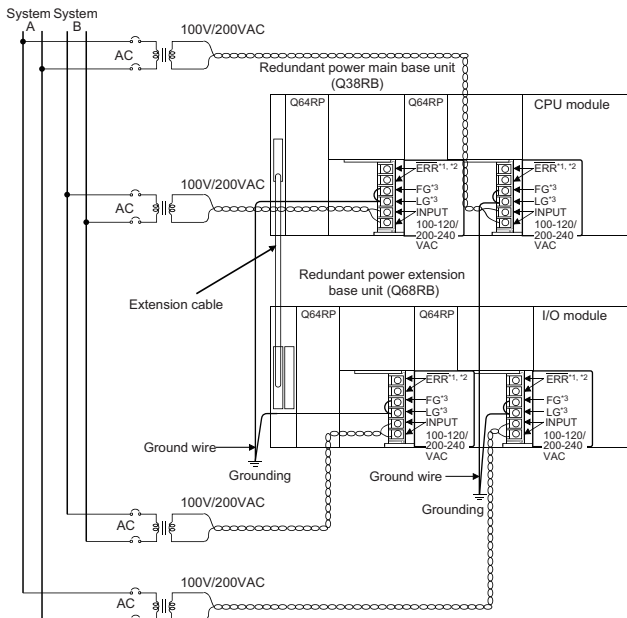 System System
A B
100V/200VAC
AC
Redundant power main base unit
(Q38RB)
Q64RP
Q64RP
CPU module
ERR*1, *2
FG*3
LG*3
INPUT
100-120/
200-240
VAC
ERR*1, *2
FG*3
LG*3
INPUT
100-120/
200-240
VAC
100V/200VAC
AC
Extension cable
Redundant power extension
base unit (Q68RB)
Q64RP
Q64RP
I/O module
ERR*1, *2
FG*3
LG*3
INPUT
100-120/
200-240
VAC
ERR*1, *2
FG*3
LG*3
INPUT
100-120/
200-240
VAC
Ground wire
Grounding
Ground wire
Grounding
100V/200VAC
AC
100V/200VAC
AC